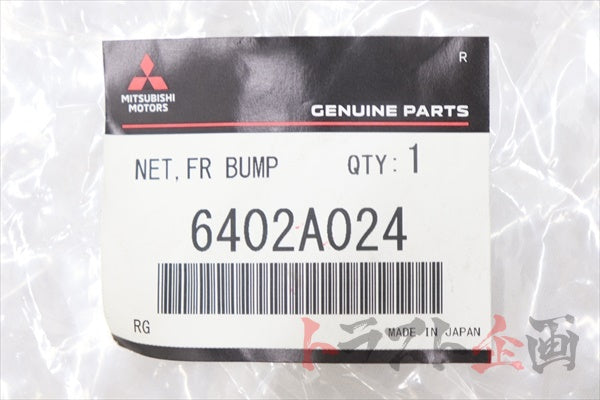 R
MITSUBISHI
MOTORS
GENUINE PARTS
NET, FR BUMP QTY: 1
6402A024
RG
MADE IN JAPAN
トラスト企画